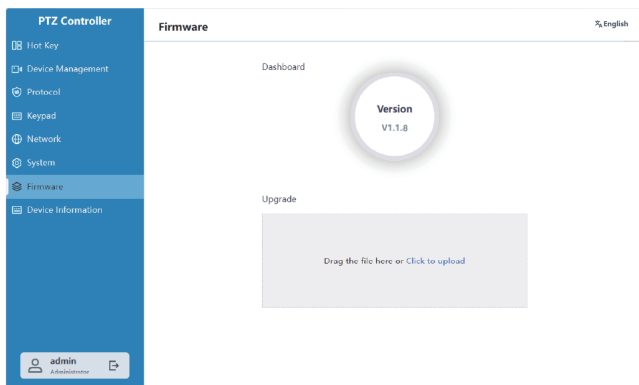 PTZ Controller
Hot Key
Device Management
Protocol
Keypad
Network
System
Firmware
Device Information
admin
Administrator
Firmware
English
Dashboard
Version
V1.1.8
Upgrade
Drag the file here or Click to upload